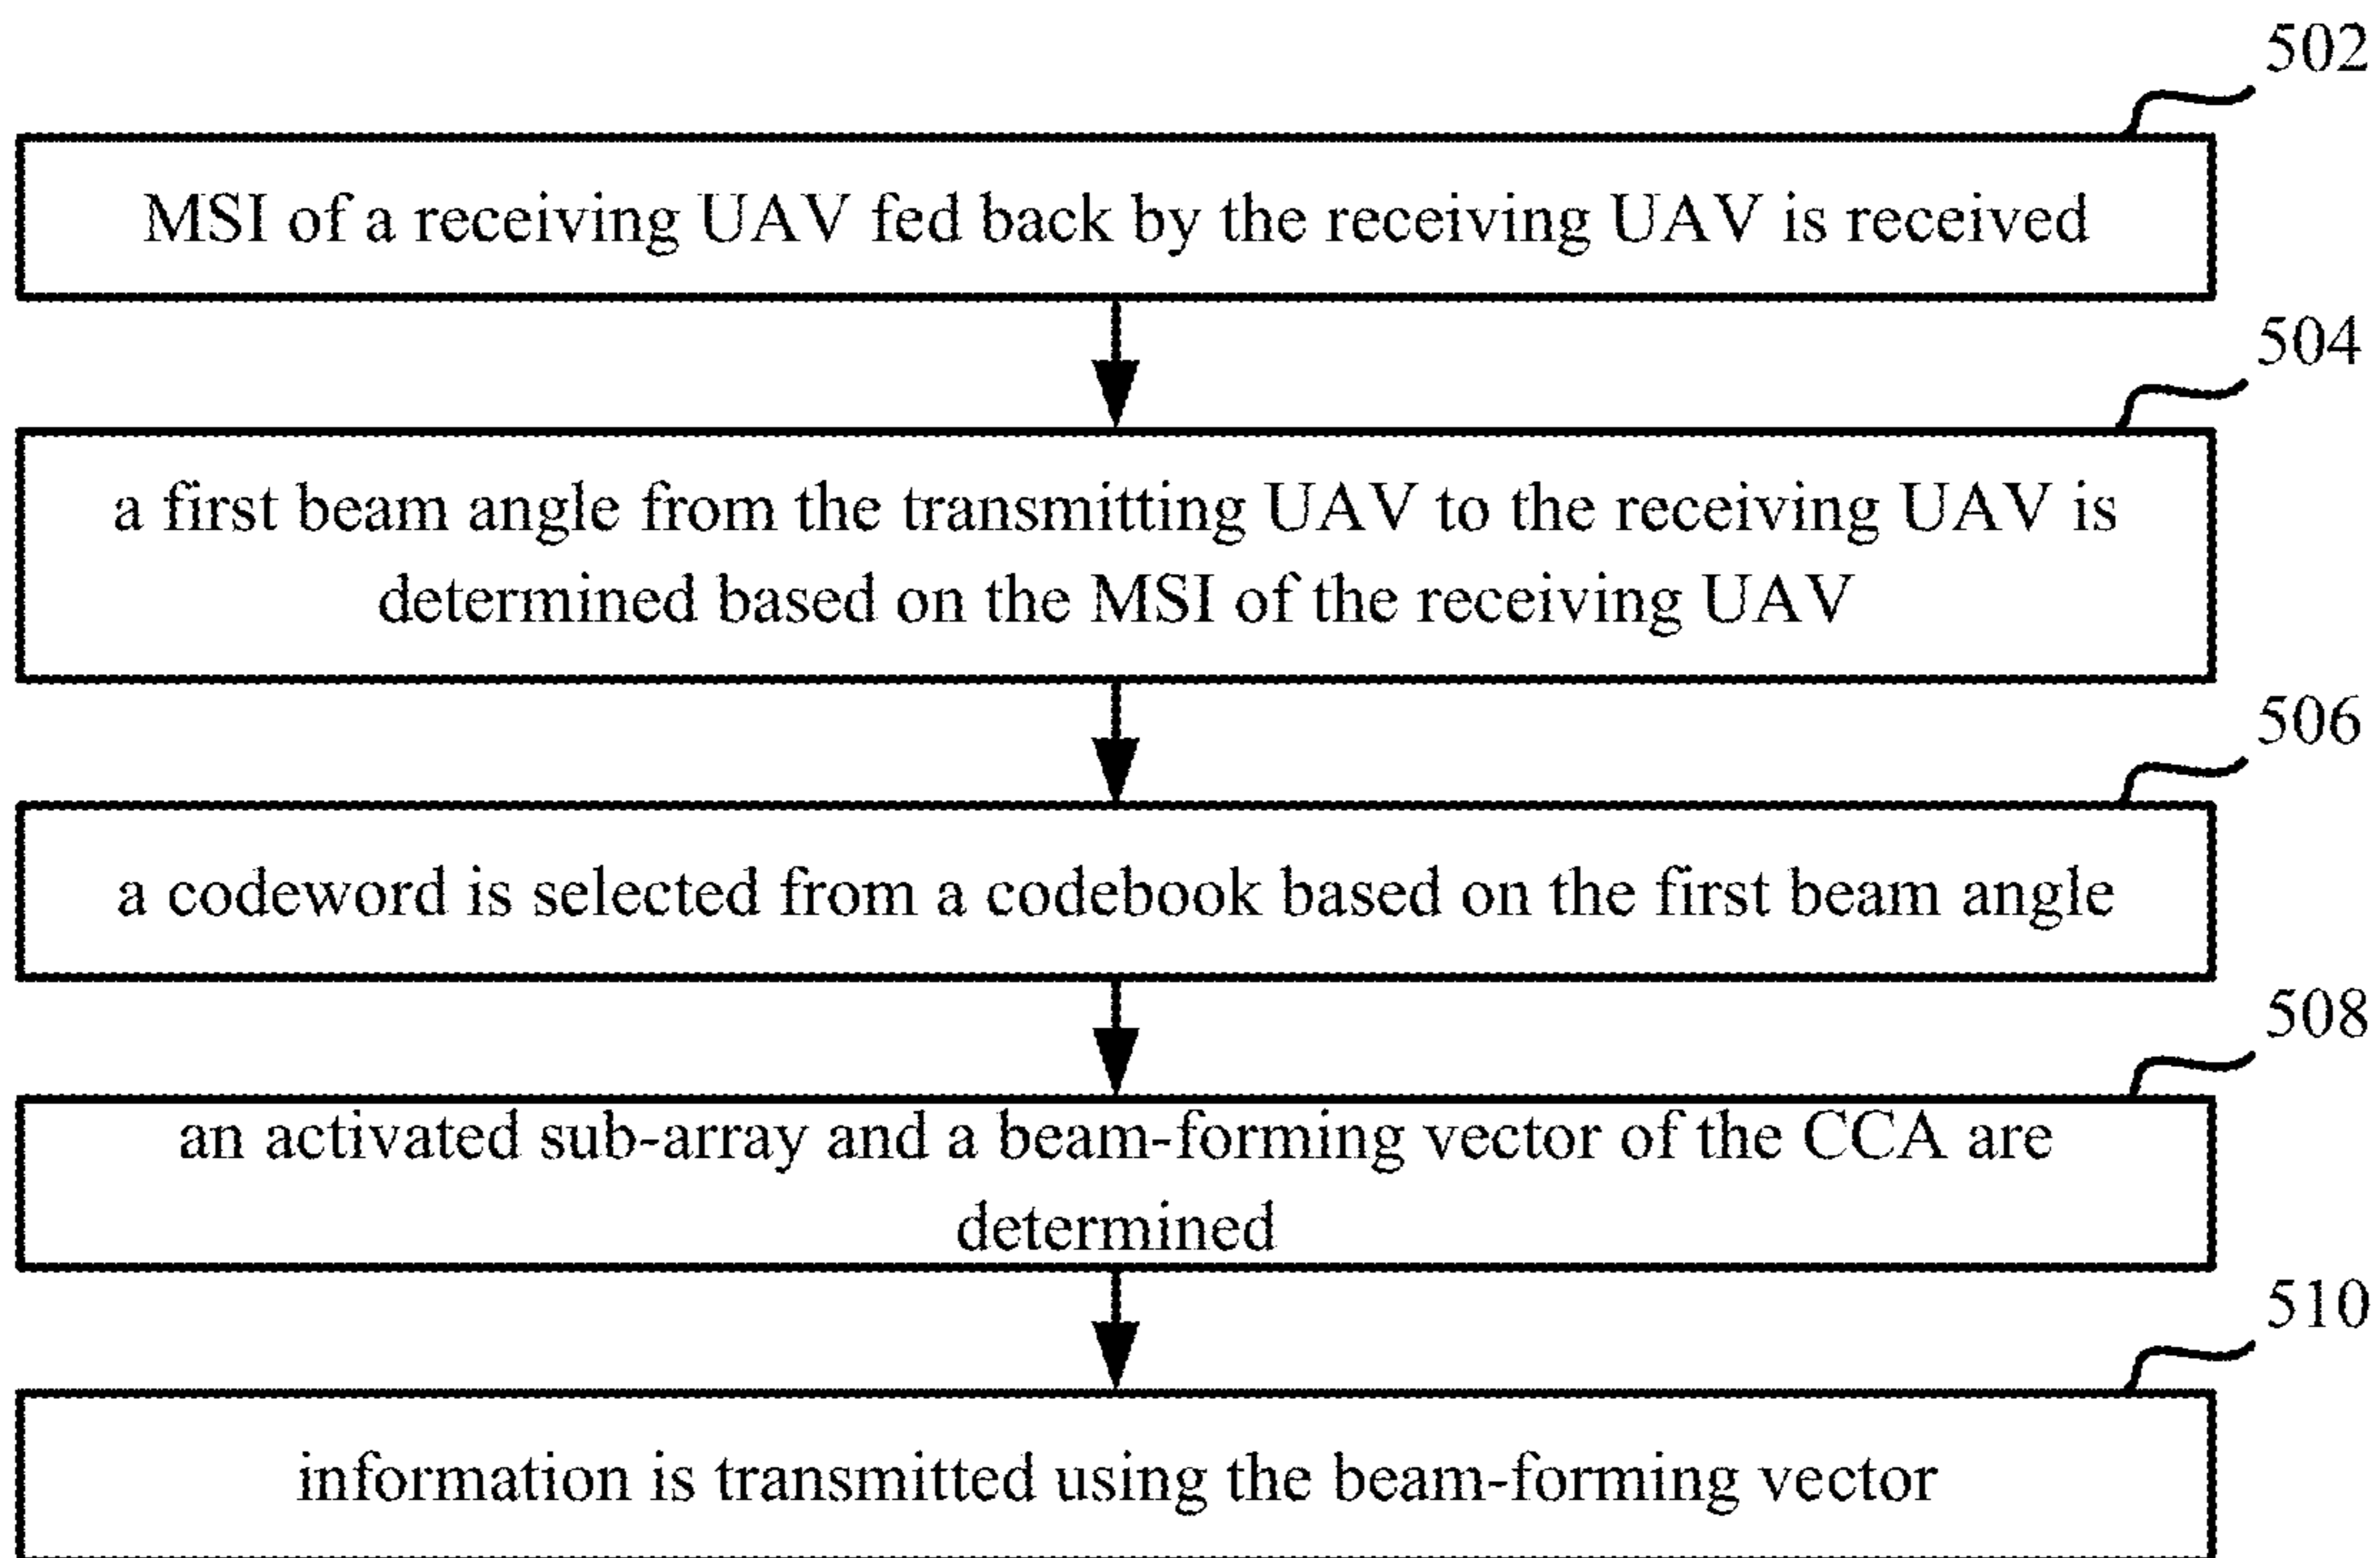 502
MSI of a receiving UAV fed back by the receiving UAV is received
504
a first beam angle from the transmitting UAV to the receiving UAV is
determined based on the MSI of the receiving UAV
506
a codeword is selected from a codebook based on the first beam angle
508
an activated sub-array and a beam-forming vector of the CCA are
determined
510
information is transmitted using the beam-forming vector